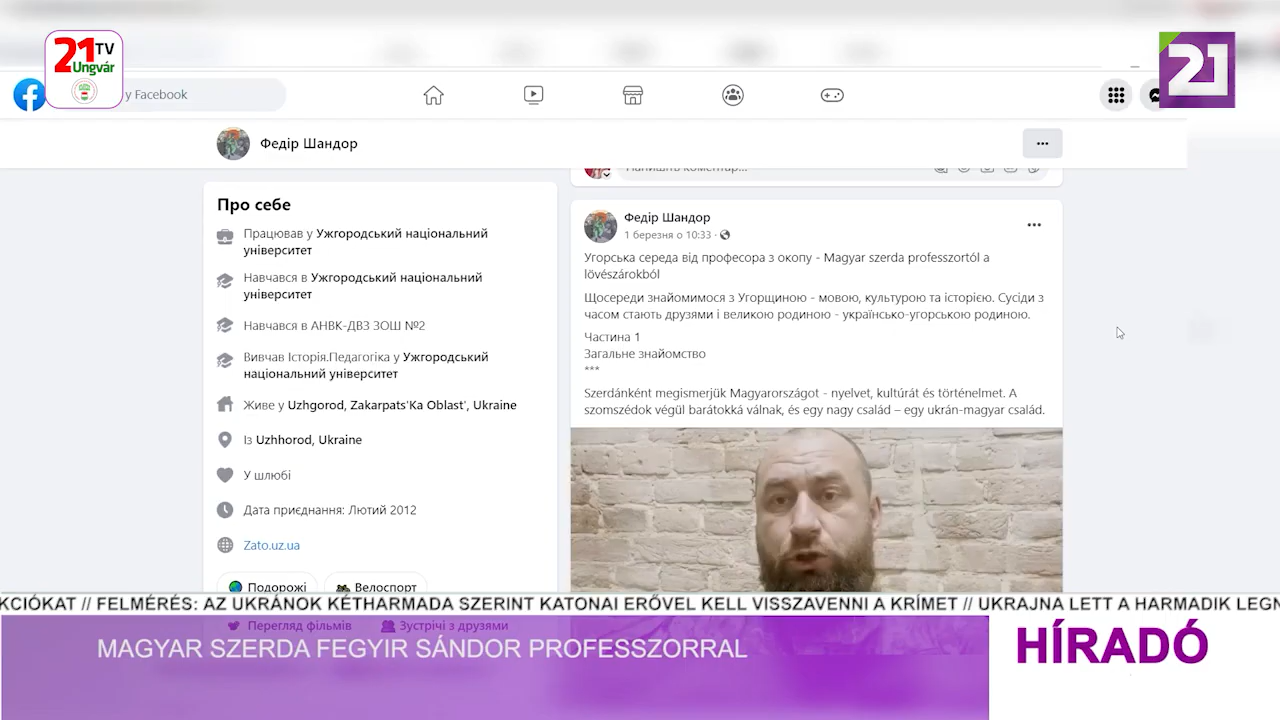 21 TV
Ungvár
21
y Facebook
Федір Шандор
Про себе
Працював у Ужгородський національний
університет
Навчався в Ужгородський національний
університет
Навчався в АНВК-ДВЗ ЗОШ №2
Вивчав Історія.Педагогіка у Ужгородський
національний університет
Живе у Uzhgorod, Zakarpats'Ka Oblast', Ukraine
Із Uzhhorod, Ukraine
У шлюбі
Дата приєднання: Лютий 2012
Zato.uz.ua
Подорожі
Велоспорт
Перегляд фільмів
Зустрічі з друзями
Напишіть коментар...
Федір Шандор
1 березня о 10:33 ·
Угорська середа від професора з окопу - Magyar szerda professzortól a
lövészárokból
Щосереди знайомимося з Угорщиною - мовою, культурою та історією. Сусіди з
часом стають друзями і великою родиною - українсько-угорською родиною.
Частина 1
Загальне знайомство
***
Szerdánként megismerjük Magyarországot - nyelvet, kultúrát és történelmet. A
szomszédok végül barátokká válnak, és egy nagy család – egy ukrán-magyar család.
KCIÓKAT // FELMÉRÉS: AZ UKRÁNOK KÉTHARMADA SZERINT KATONAI ERŐVEL KELL VISSZAVENNI A KRÍMET // UKRAJNA LETT A HARMADIK LEGN
MAGYAR SZERDA FEGYIR SÁNDOR PROFESSZORRAL
HÍRADÓ